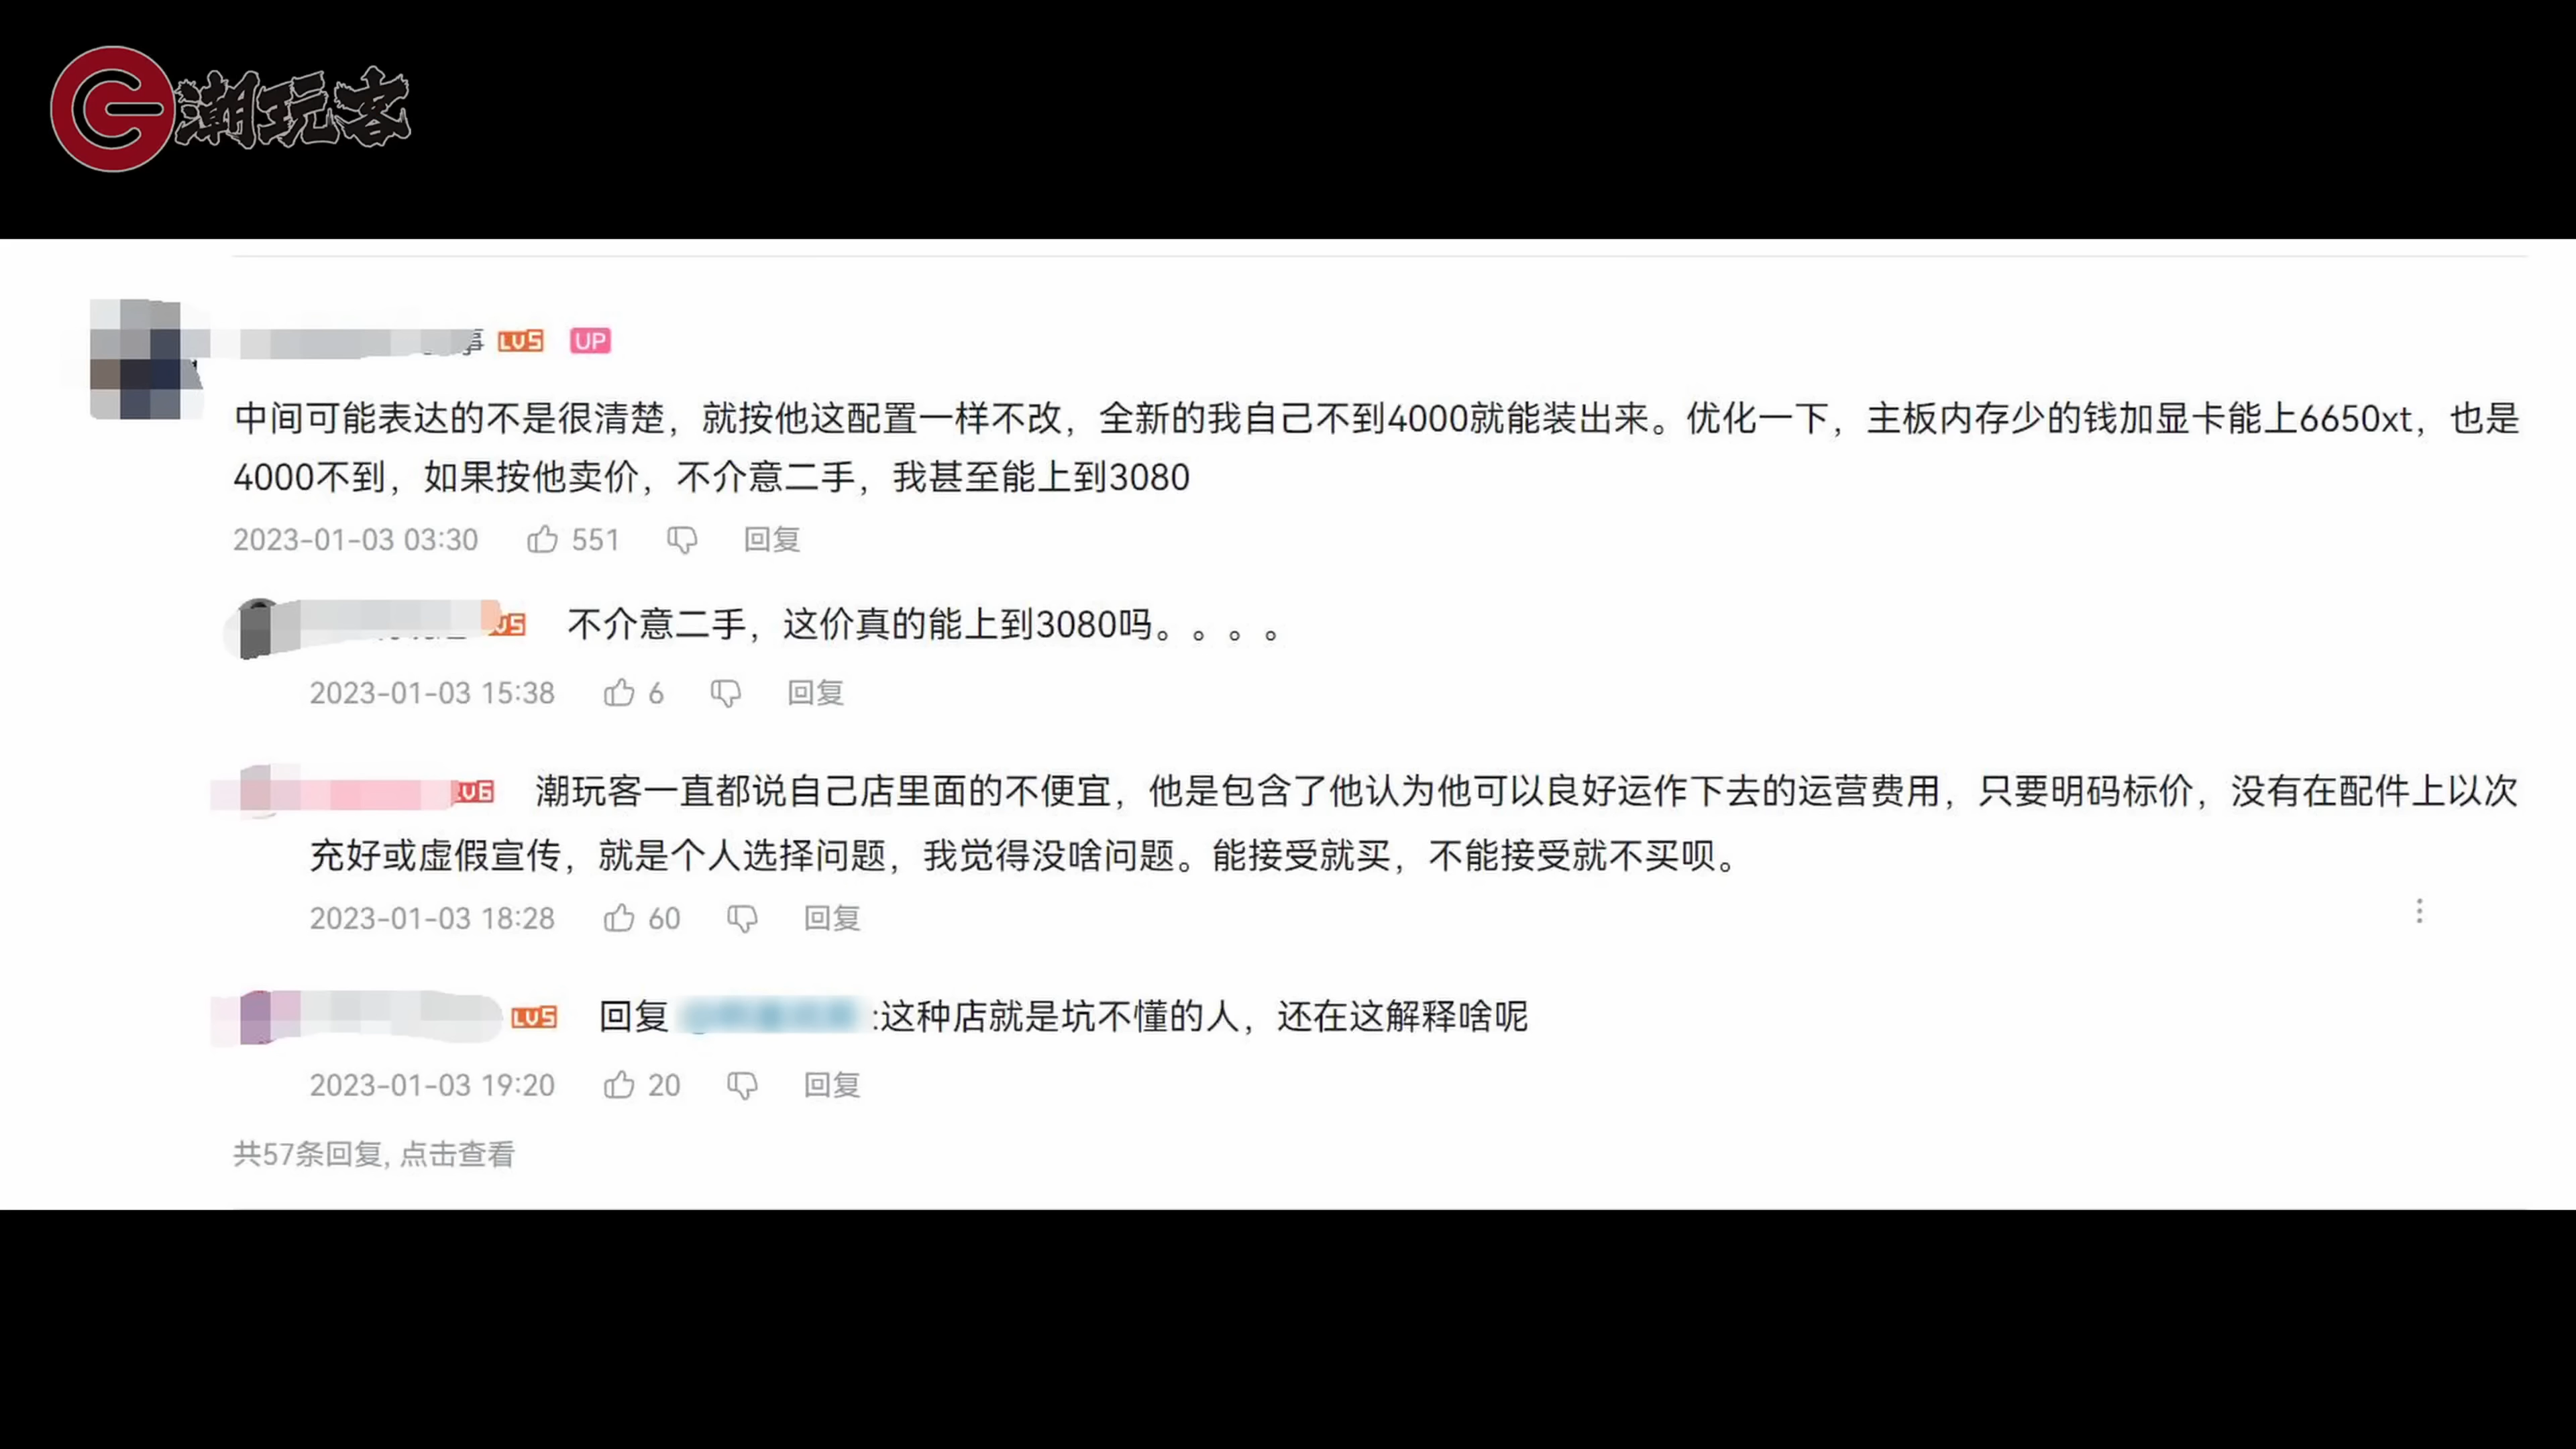 潮玩客
事 LV5 UP
中间可能表达的不是很清楚，就按他这配置一样不改，全新的我自己不到4000就能装出来。优化一下，主板内存少的钱加显卡能上6650xt，也是
4000不到，如果按他卖价，不介意二手，我甚至能上到3080
2023-01-03 03:30 551 回复
不介意二手，这价真的能上到3080吗。。。。
2023-01-03 15:38 6 回复
潮玩客一直都说自己店里面的不便宜，他是包含了他认为他可以良好运作下去的运营费用，只要明码标价，没有在配件上以次
充好或虚假宣传，就是个人选择问题，我觉得没啥问题。能接受就买，不能接受就不买呗。
2023-01-03 18:28 60 回复
LV5 回复 :这种店就是坑不懂的人，还在这解释啥呢
2023-01-03 19:20 20 回复
共57条回复, 点击查看